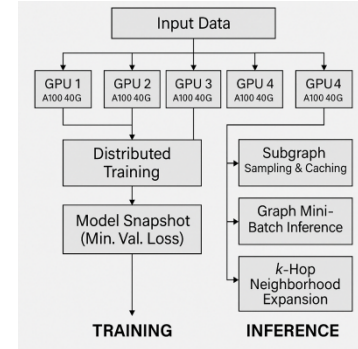 Input Data
GPU 1
A100 40G
GPU 2
A100 40G
GPU 3
A100 40G
GPU 4
A100 40G
GPU4
A100 40G
Distributed
Training
Model Snapshot
(Min. Val. Loss)
TRAINING
Subgraph
Sampling & Caching
Graph Mini-
Batch Inference
k-Hop
Neighborhood
Expansion
INFERENCE